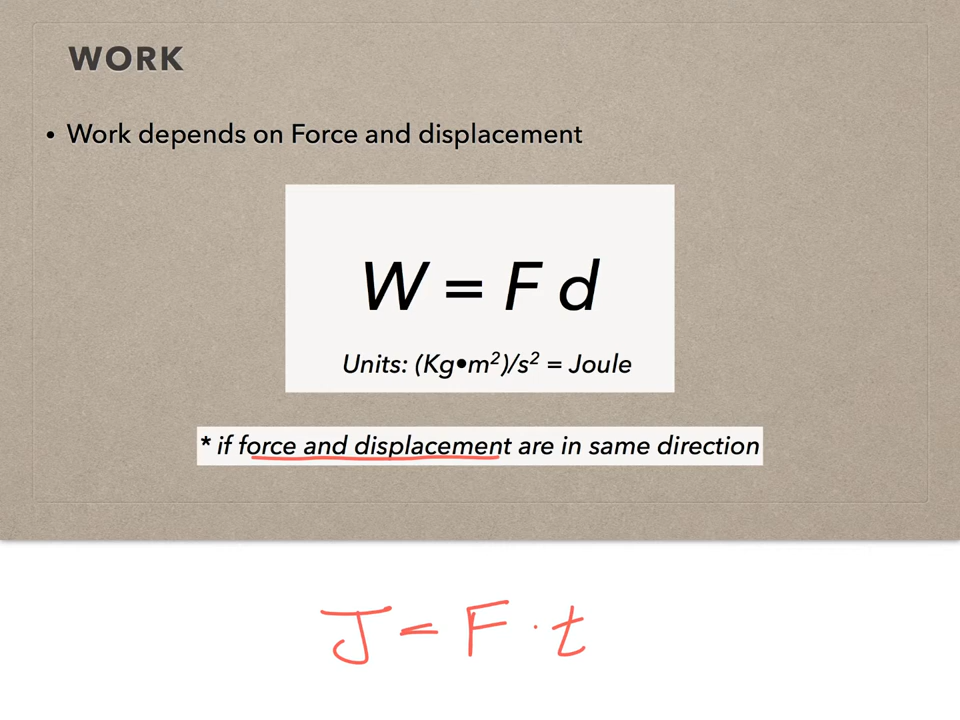 WORK
• Work depends on Force and displacement
W = F d
Units: (Kg•m²)/s² = Joule
* if force and displacement are in same direction
J = F · t